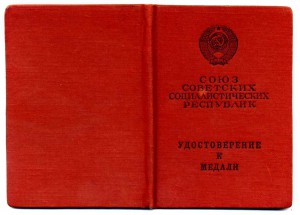 СОЮЗ
СОВЕТСКИХ
СОЦИАЛИСТИЧЕСКИХ
РЕСПУБЛИК
УДОСТОВЕРЕНИЕ
К
МЕДАЛИ